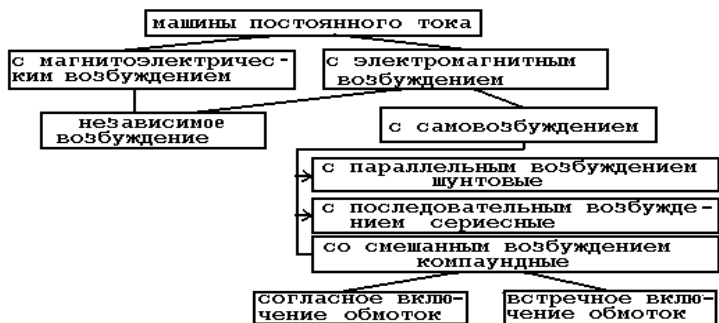 машины постоянного тока
с магнитоэлектричес-
ким возбуждением
с электромагнитным
возбуждением
независимое
возбуждение
с самовозбуждением
с параллельным возбуждением
шунтовые
с последовательным возбужде-
нием сериесные
со смешанным возбуждением
компаундные
согласное вклю-
чение обмоток
встречное вклю-
чение обмоток